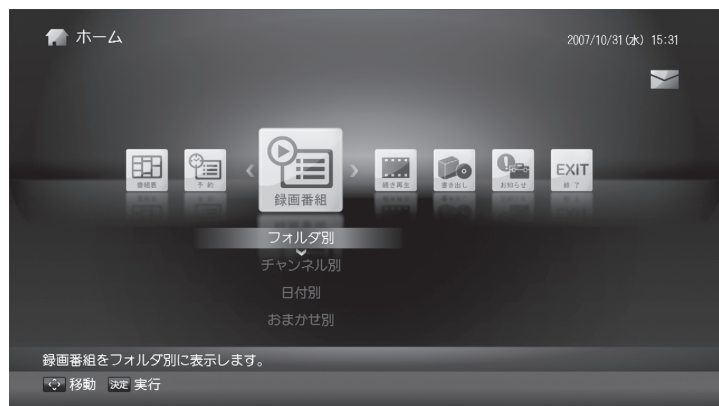 ホーム
2007/10/31(水) 15:31
番組表
予約
録画番組
続き再生
書き出し
お知らせ
EXIT
終了
フォルダ別
チャンネル別
日付別
おまかせ別
録画番組をフォルダ別に表示します。
移動 決定 実行